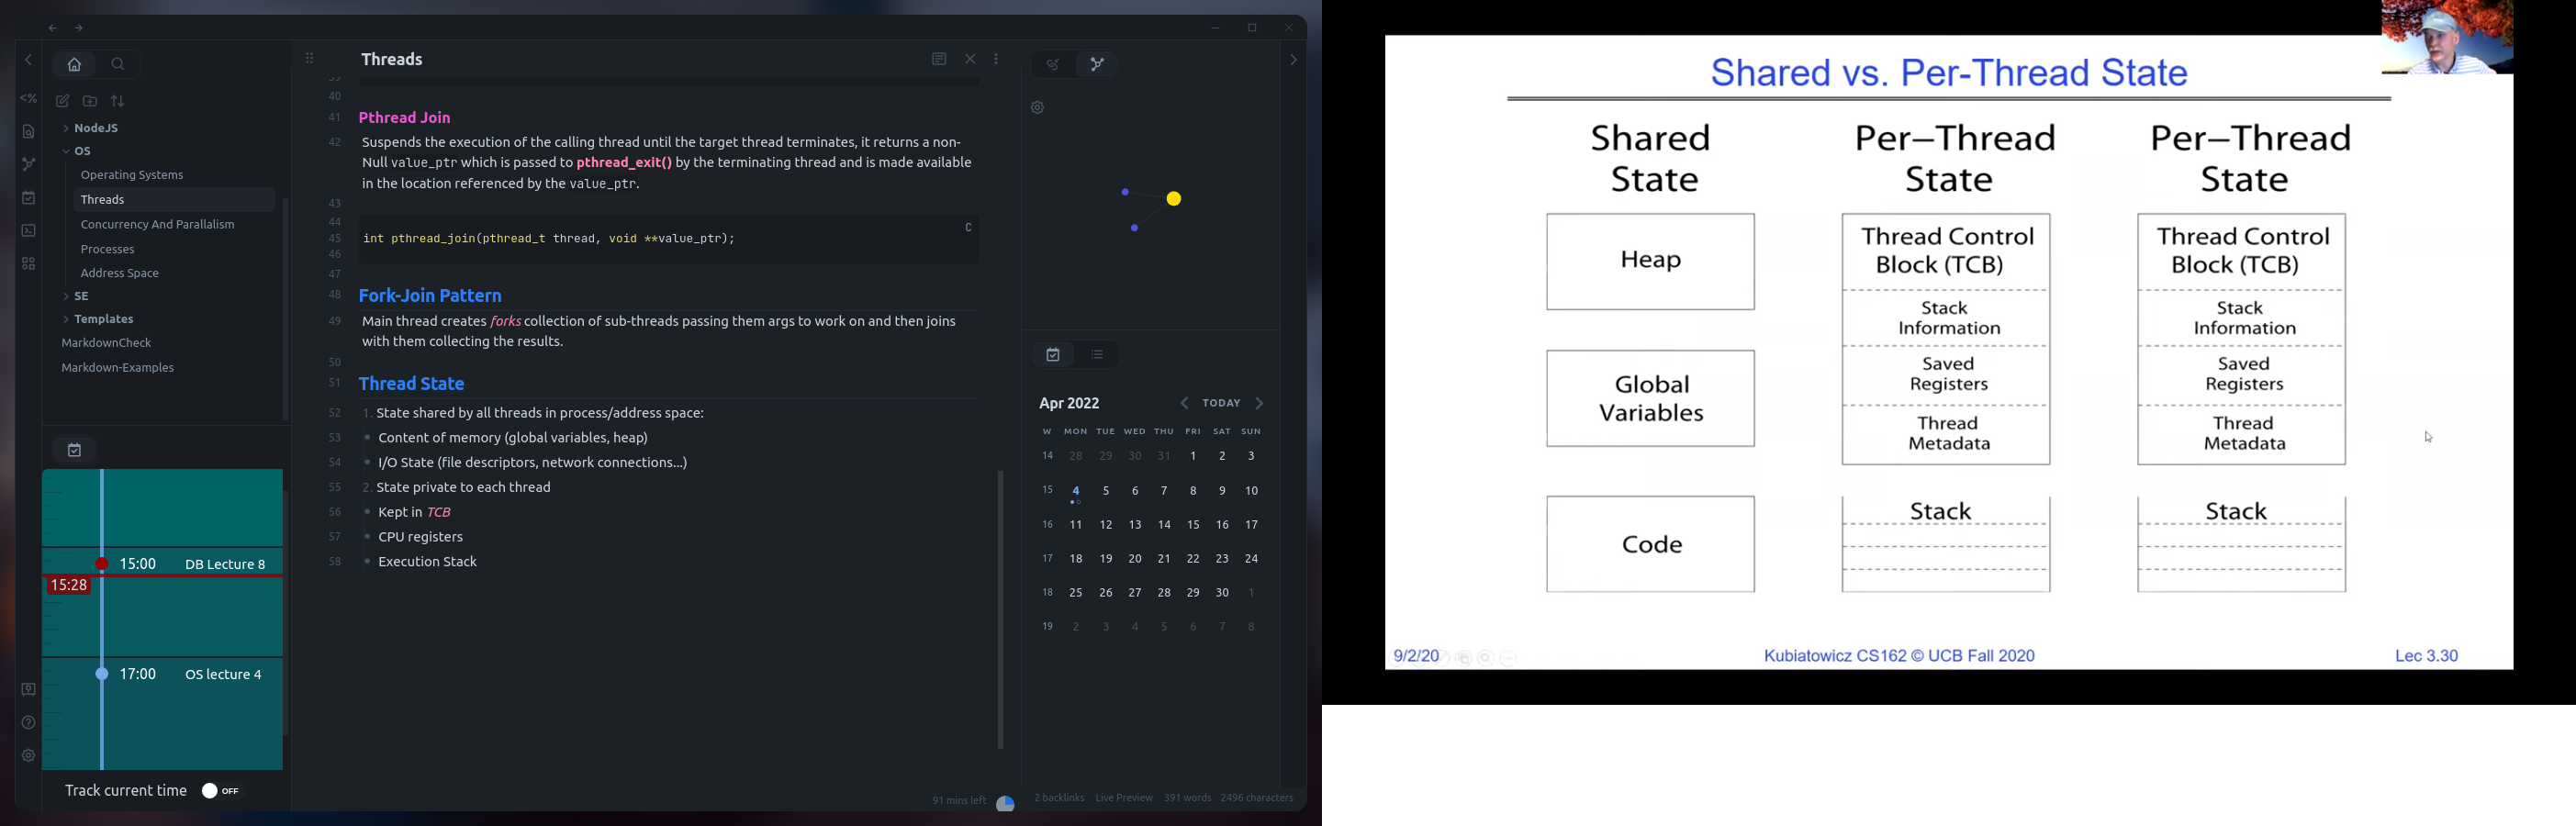 NodeJS
OS
Operating Systems
Threads
Concurrency And Parallalism
Processes
Address Space
SE
Templates
MarkdownCheck
Markdown-Examples
15:00 DB Lecture 8
15:28
17:00 OS lecture 4
Track current time OFF
Threads
39
40
41 Pthread Join
42 Suspends the execution of the calling thread until the target thread terminates, it returns a non-
Null value_ptr which is passed to pthread_exit() by the terminating thread and is made available
in the location referenced by the value_ptr.
43
44
C
45 int pthread_join(pthread_t thread, void **value_ptr);
46
47
48 Fork-Join Pattern
49 Main thread creates forks collection of sub-threads passing them args to work on and then joins
with them collecting the results.
50
51 Thread State
52 1. State shared by all threads in process/address space:
53 • Content of memory (global variables, heap)
54 • I/O State (file descriptors, network connections...)
55 2. State private to each thread
56 • Kept in TCB
57 • CPU registers
58 • Execution Stack
Apr 2022 TODAY
W MON TUE WED THU FRI SAT SUN
14 28 29 30 31 1 2 3
15 4 5 6 7 8 9 10
16 11 12 13 14 15 16 17
17 18 19 20 21 22 23 24
18 25 26 27 28 29 30 1
19 2 3 4 5 6 7 8
91 mins left 2 backlinks Live Preview 391 words 2496 characters
Shared vs. Per-Thread State
Shared
State
Heap
Global
Variables
Code
Per–Thread
State
Thread Control
Block (TCB)
Stack
Information
Saved
Registers
Thread
Metadata
Stack
Per–Thread
State
Thread Control
Block (TCB)
Stack
Information
Saved
Registers
Thread
Metadata
Stack
9/2/20 Kubiatowicz CS162 © UCB Fall 2020 Lec 3.30